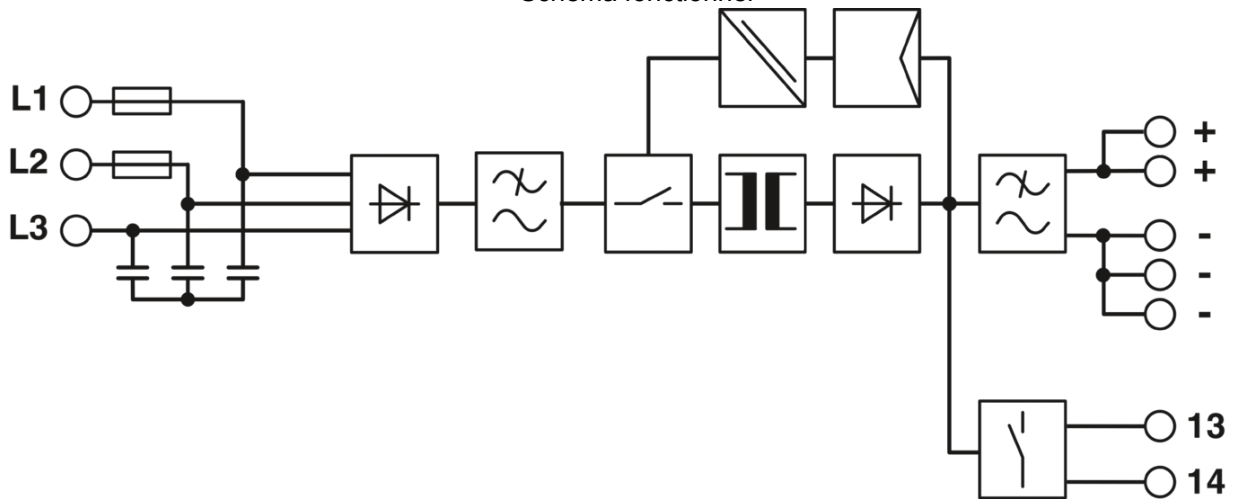 Schéma fonctionnel
L1
L2
L3
+
+
-
-
-
13
14